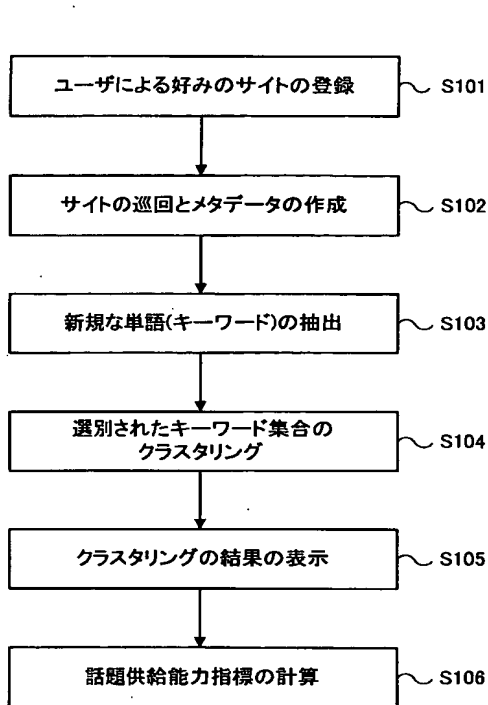 ユーザによる好みのサイトの登録 S101
サイトの巡回とメタデータの作成 S102
新規な単語(キーワード)の抽出 S103
選別されたキーワード集合の
クラスタリング S104
クラスタリングの結果の表示 S105
話題供給能力指標の計算 S106